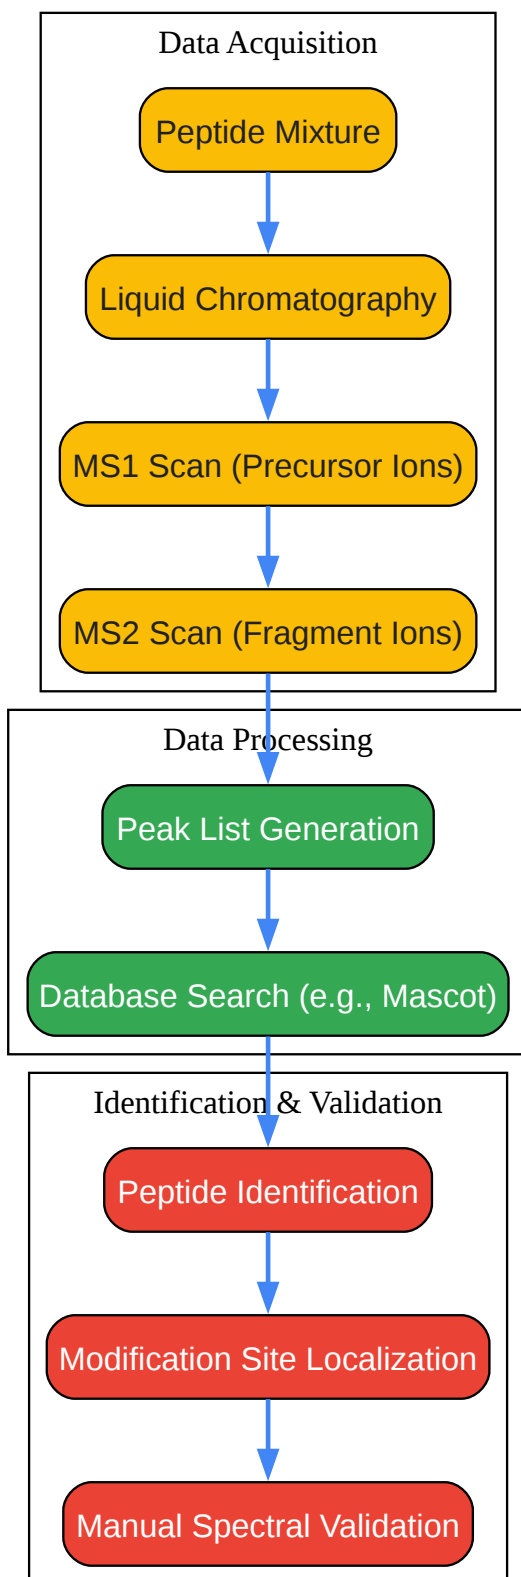 Data Acquisition
Peptide Mixture
Liquid Chromatography
MS1 Scan (Precursor Ions)
MS2 Scan (Fragment Ions)
Data Processing
Peak List Generation
Database Search (e.g., Mascot)
Identification & Validation
Peptide Identification
Modification Site Localization
Manual Spectral Validation